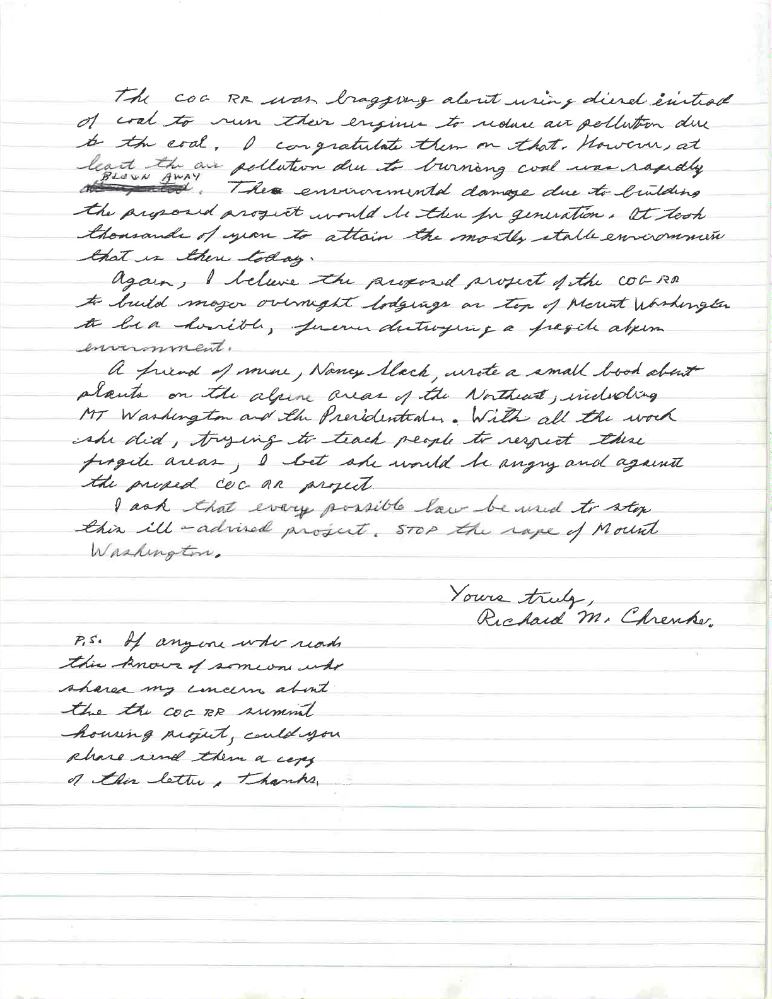 The COG RR was bragging about using diesel instead
of coal to run their engines to reduce air pollution due
to the coal. I congratulate them on that. However, at
least the air pollution due to burning coal was rapidly
BLOWN AWAY
. The environmental damage due to building
the proposed project would be there for generation. It took
thousands of years to attain the mostly stable environment
that is there today.
Again, I believe the proposed project of the COG RR
to build major overnight lodgings on top of Mount Washington
to be a horrible, forever destroying a fragile alpine
environment.
A friend of mine, Nancy Slack, wrote a small book about
plants on the alpine areas of the Northeast, including
MT Washington and the Presidentials. With all the work
she did, trying to teach people to respect these
fragile areas, I bet she would be angry and against
the proposed COG RR project
I ask that every possible law be used to stop
this ill-advised project. STOP the rape of Mount
Washington.
Yours truly,
Richard M. Chrenko.
P.S. If anyone who reads
this knows of someone who
shares my concern about
the the COG RR summit
housing project, could you
please send them a copy
of this letter. Thanks.